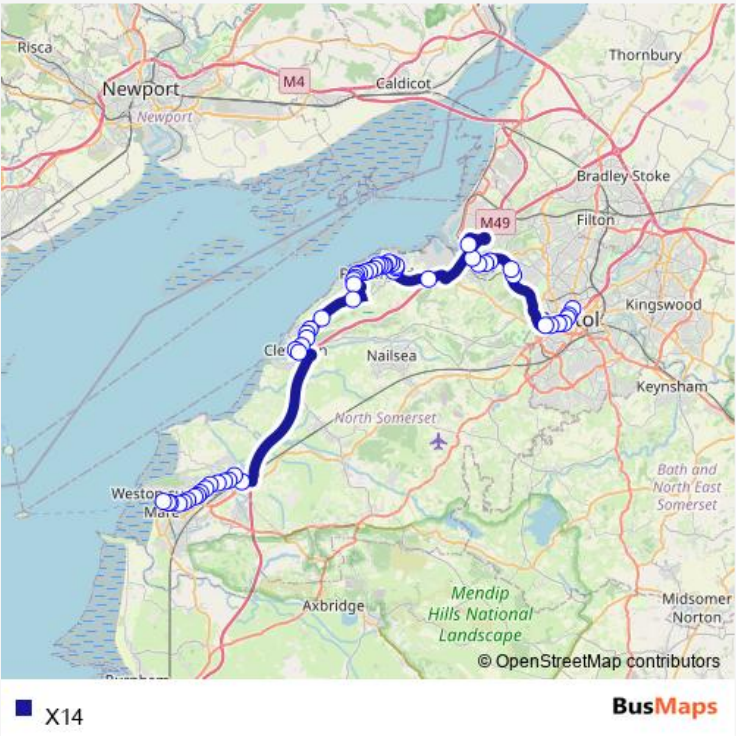 Risca
Thornbury
M4
Caldicot
Newport
Newport
Bradley Stoke
M49
Filton
Kingswood
Nailsea
Keynsham
North Somerset
Bath and
North East
Somerset
Mare
Mendip
Hills National
Landscape
Axbridge
Midsomer
Norton
© OpenStreetMap contributors
X14
BusMaps